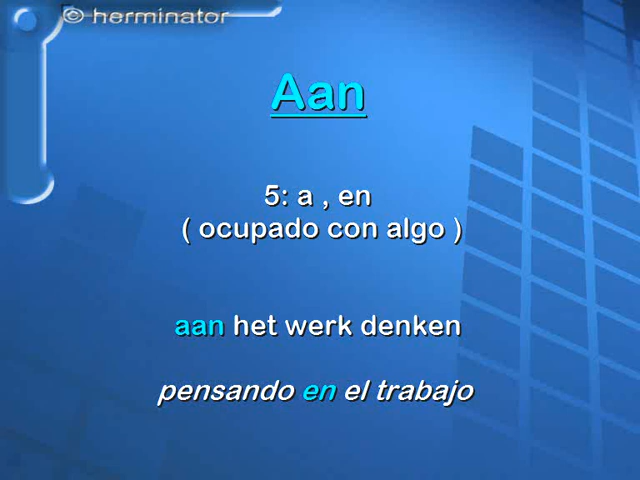 © herminator
Aan
5: a , en
( ocupado con algo )
aan het werk denken
pensando en el trabajo